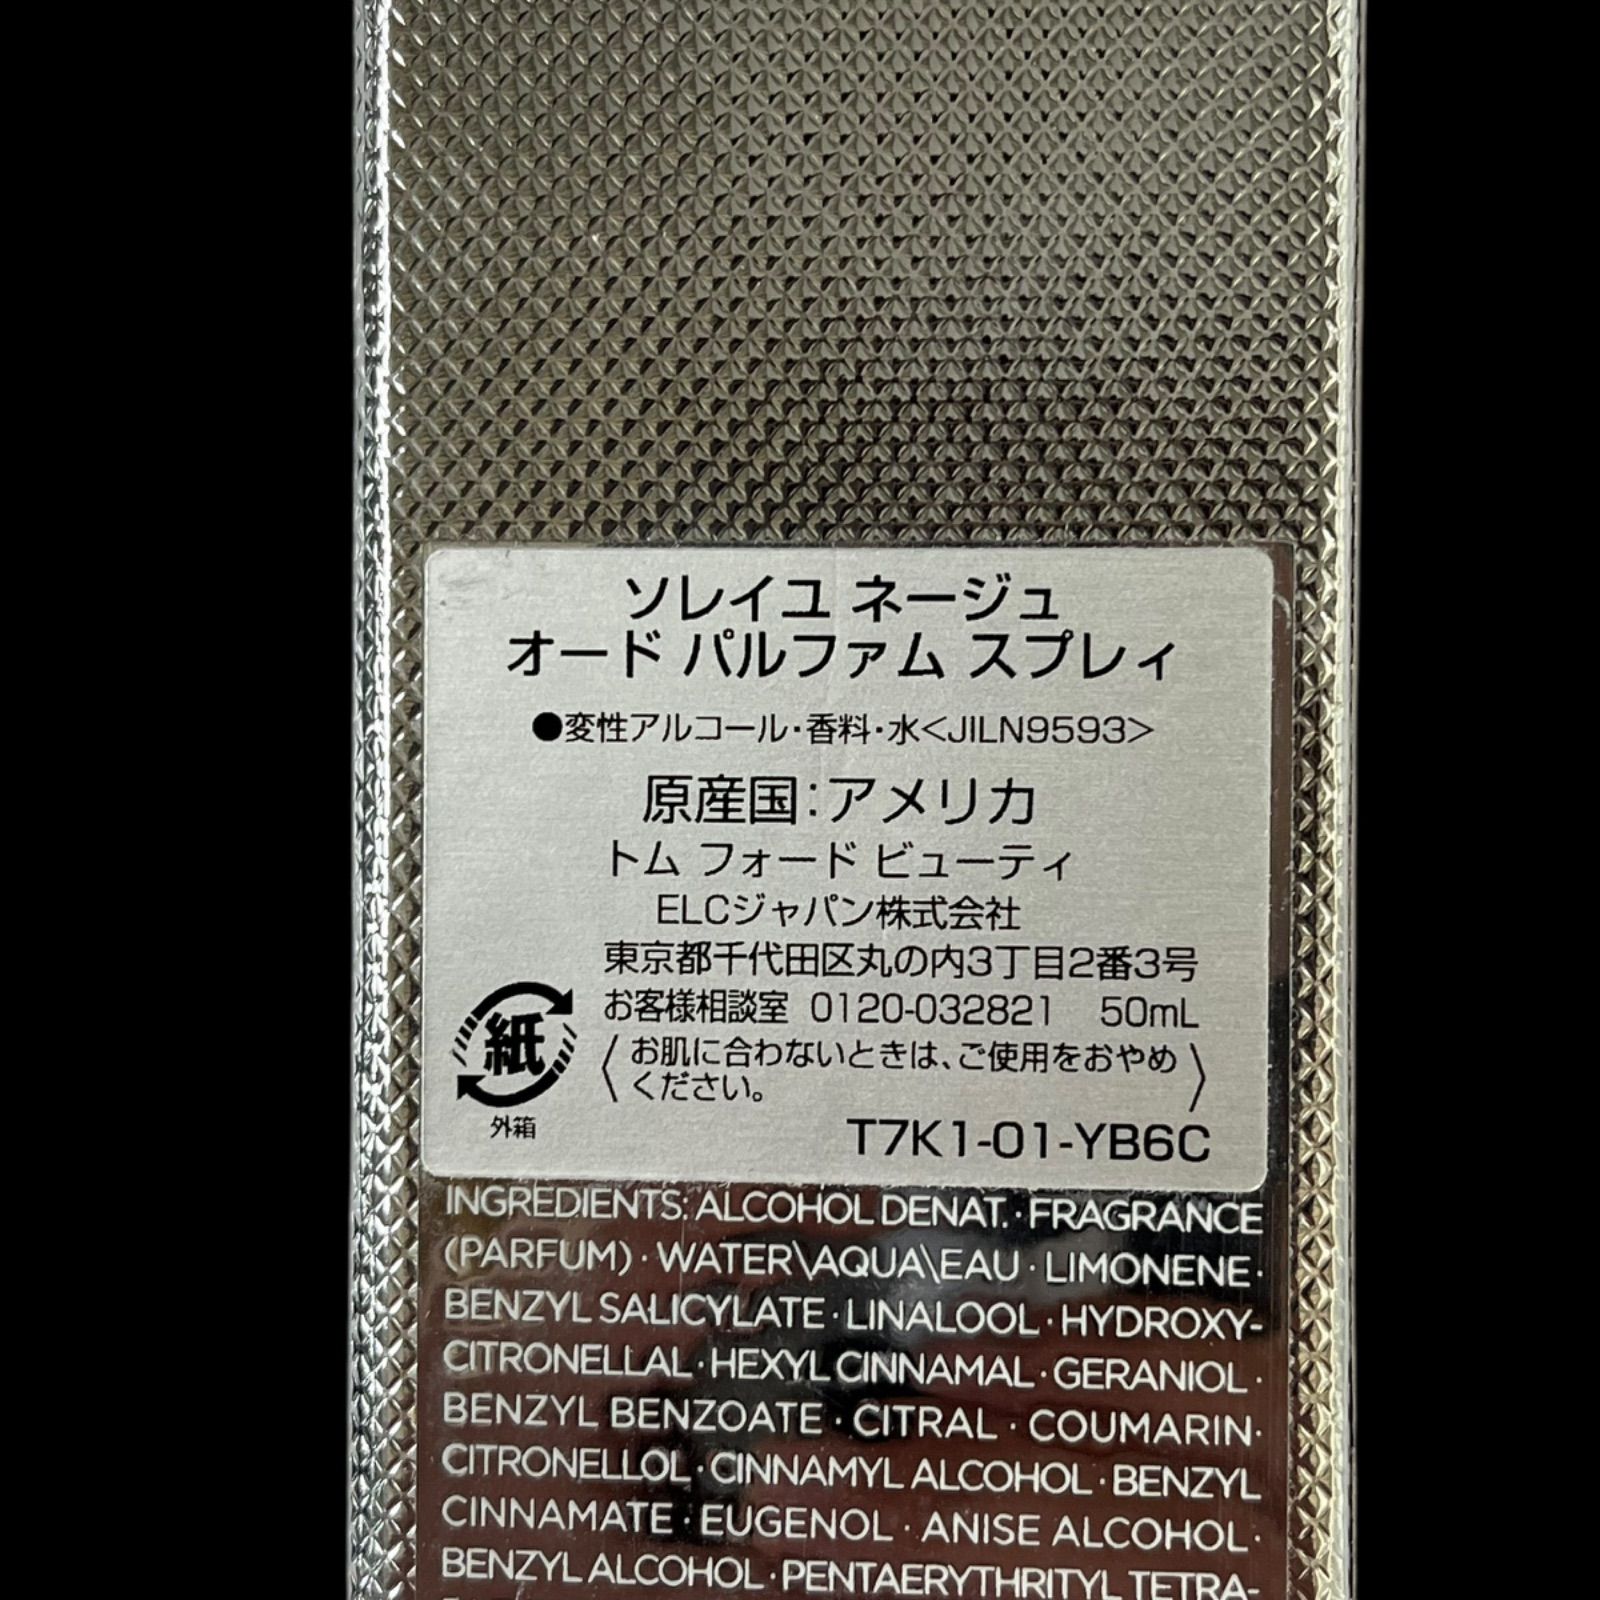 ソレイユ ネージュ
オード パルファム スプレィ
●変性アルコール・香料・水<JILN9593>
原産国:アメリカ
トム フォード ビューティ
ELCジャパン株式会社
東京都千代田区丸の内3丁目2番3号
お客様相談室 0120-032821 50mL
紙
外箱
〈お肌に合わないときは、ご使用をおやめ
ください。〉
T7K1-01-YB6C
INGREDIENTS: ALCOHOL DENAT. · FRAGRANCE
(PARFUM) · WATER\AQUA\EAU · LIMONENE ·
BENZYL SALICYLATE · LINALOOL · HYDROXY-
CITRONELLAL · HEXYL CINNAMAL · GERANIOL ·
BENZYL BENZOATE · CITRAL · COUMARIN ·
CITRONELLOL · CINNAMYL ALCOHOL · BENZYL
CINNAMATE · EUGENOL · ANISE ALCOHOL ·
BENZYL ALCOHOL · PENTAERYTHRITYL TETRA-